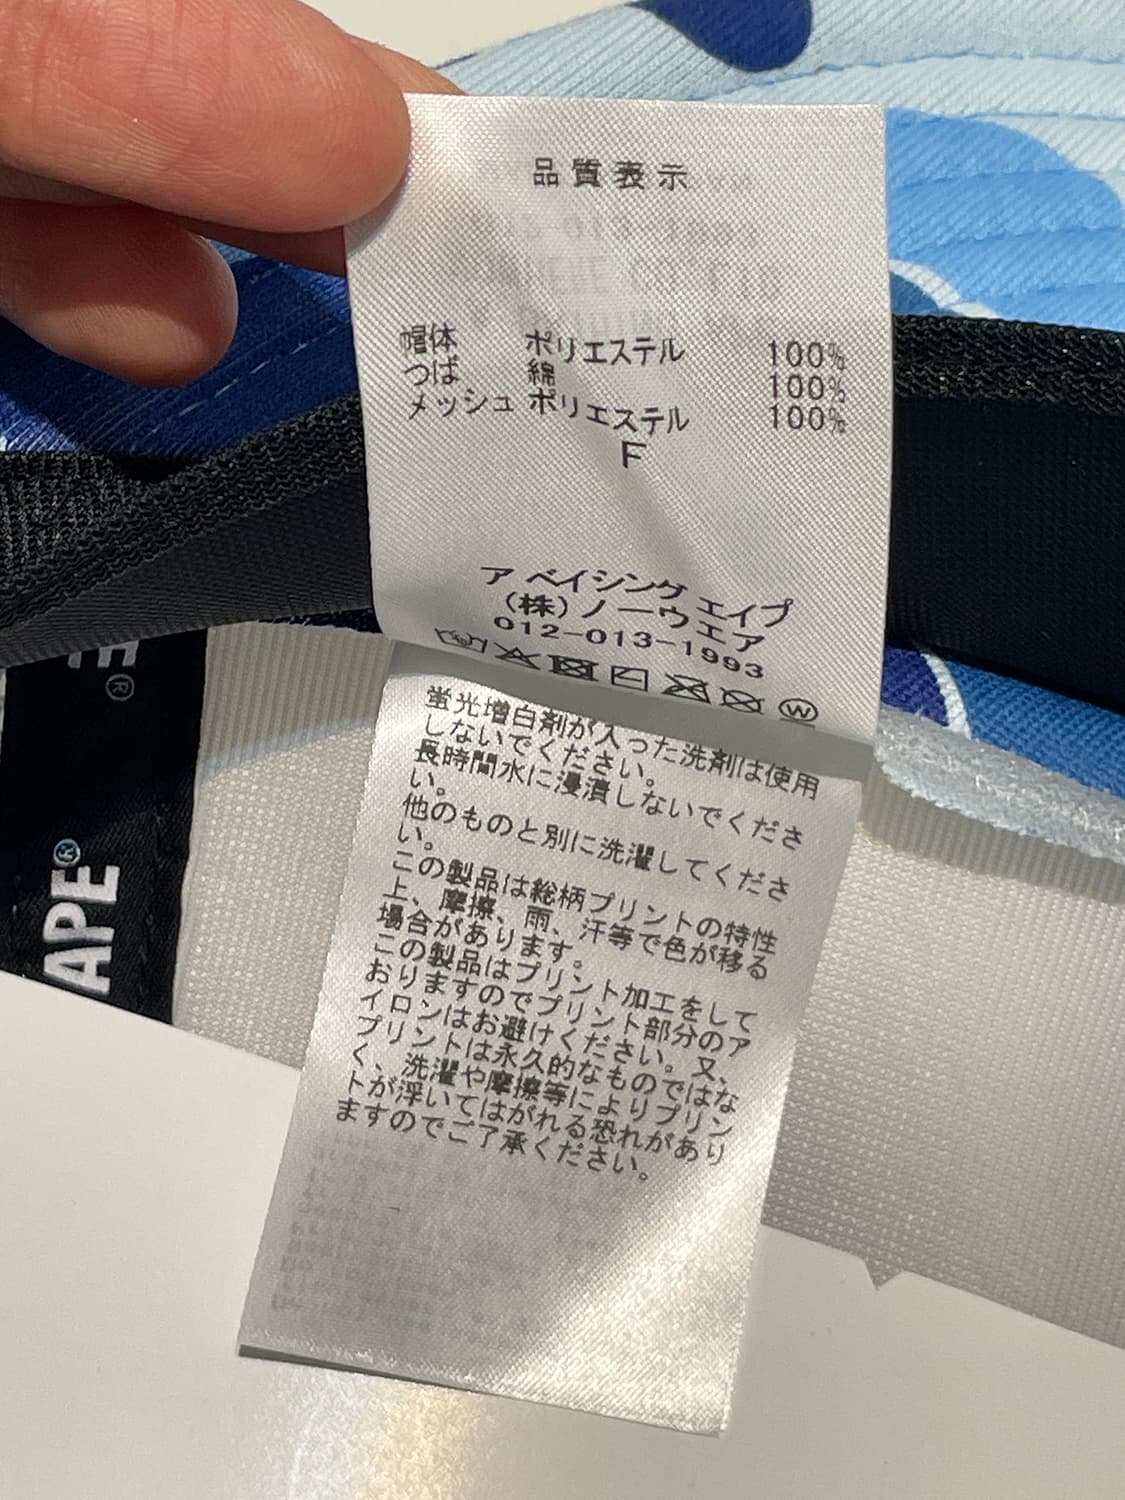 品質表示
帽体 ポリエステル 100%
つば 綿 100%
メッシュ ポリエステル 100%
F
ア ベイシング エイプ
(株)ノーウエア
012-013-1993
W
蛍光増白剤が入った洗剤は使用
しないでください。
長時間水に浸漬しないでくださ
い。
他のものと別に洗濯してくださ
い。
この製品は総柄プリントの特性
上、摩擦、雨、汗等で色が移る
場合があります。
この製品はプリント加工をして
おりますのでプリント部分のア
イロンはお避けください。又、
プリントは永久的なものではな
く、洗濯や摩擦等によりプリン
トが浮いてはがれる恐れがあり
ますのでご了承ください。
APE®